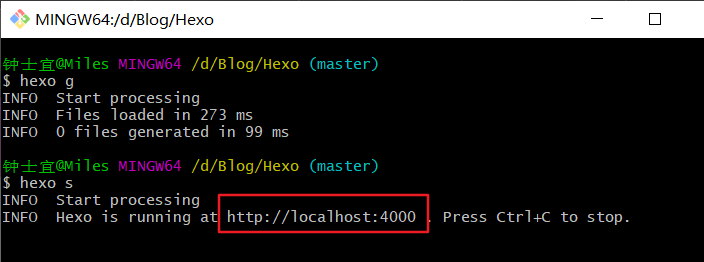 MINGW64:/d/Blog/Hexo
钟士宜@Miles MINGW64 /d/Blog/Hexo (master)
$ hexo g
INFO  Start processing
INFO  Files loaded in 273 ms
INFO  0 files generated in 99 ms
钟士宜@Miles MINGW64 /d/Blog/Hexo (master)
$ hexo s
INFO  Start processing
INFO  Hexo is running at http://localhost:4000 . Press Ctrl+C to stop.